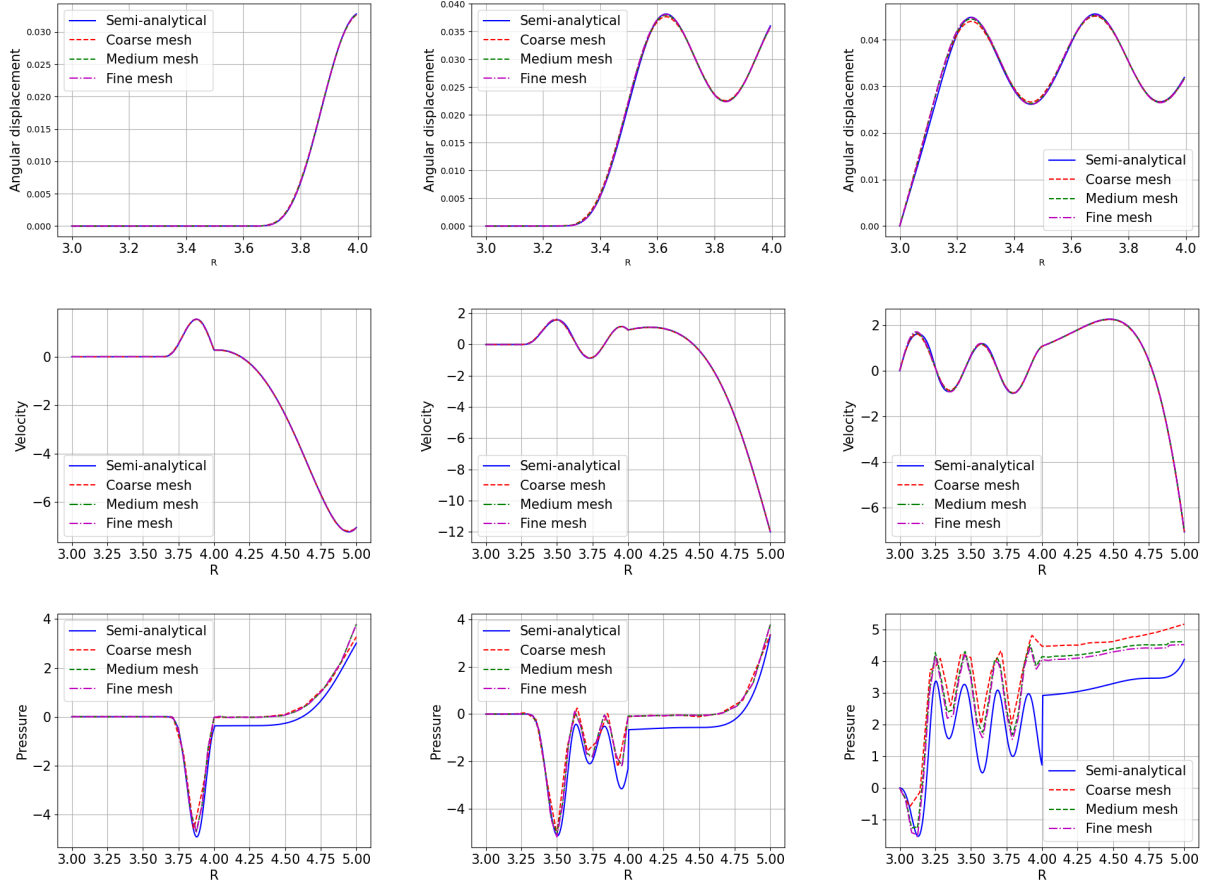 Angular displacement
0.030
0.025
0.020
0.015
0.010
0.005
0.000
Semi-analytical
Coarse mesh
Medium mesh
Fine mesh
3.0 3.2 3.4 3.6 3.8 4.0
R
Angular displacement
0.040
0.035
0.030
0.025
0.020
0.015
0.010
0.005
0.000
Semi-analytical
Coarse mesh
Medium mesh
Fine mesh
3.0 3.2 3.4 3.6 3.8 4.0
R
Angular displacement
0.04
0.03
0.02
0.01
0.00
Semi-analytical
Coarse mesh
Medium mesh
Fine mesh
3.0 3.2 3.4 3.6 3.8 4.0
R
Velocity
0
−2
−4
−6
Semi-analytical
Coarse mesh
Medium mesh
Fine mesh
3.00 3.25 3.50 3.75 4.00 4.25 4.50 4.75 5.00
R
Velocity
2
0
−2
−4
−6
−8
−10
−12
Semi-analytical
Coarse mesh
Medium mesh
Fine mesh
3.00 3.25 3.50 3.75 4.00 4.25 4.50 4.75 5.00
R
Velocity
2
0
−2
−4
−6
Semi-analytical
Coarse mesh
Medium mesh
Fine mesh
3.00 3.25 3.50 3.75 4.00 4.25 4.50 4.75 5.00
R
Pressure
4
2
0
−2
−4
Semi-analytical
Coarse mesh
Medium mesh
Fine mesh
3.00 3.25 3.50 3.75 4.00 4.25 4.50 4.75 5.00
R
Pressure
4
2
0
−2
−4
Semi-analytical
Coarse mesh
Medium mesh
Fine mesh
3.00 3.25 3.50 3.75 4.00 4.25 4.50 4.75 5.00
R
Pressure
5
4
3
2
1
0
−1
Semi-analytical
Coarse mesh
Medium mesh
Fine mesh
3.00 3.25 3.50 3.75 4.00 4.25 4.50 4.75 5.00
R